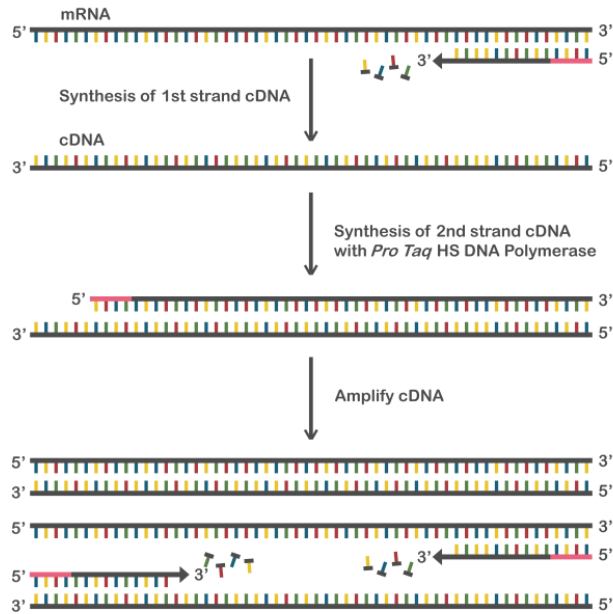 mRNA
5’ 3’
3’ 5’
Synthesis of 1st strand cDNA
cDNA
3’ 5’
Synthesis of 2nd strand cDNA
with Pro Taq HS DNA Polymerase
5’ 3’
3’ 5’
Amplify cDNA
5’ 3’
3’ 5’
5’ 3’
3’ 5’
5’ 3’
3’ 5’